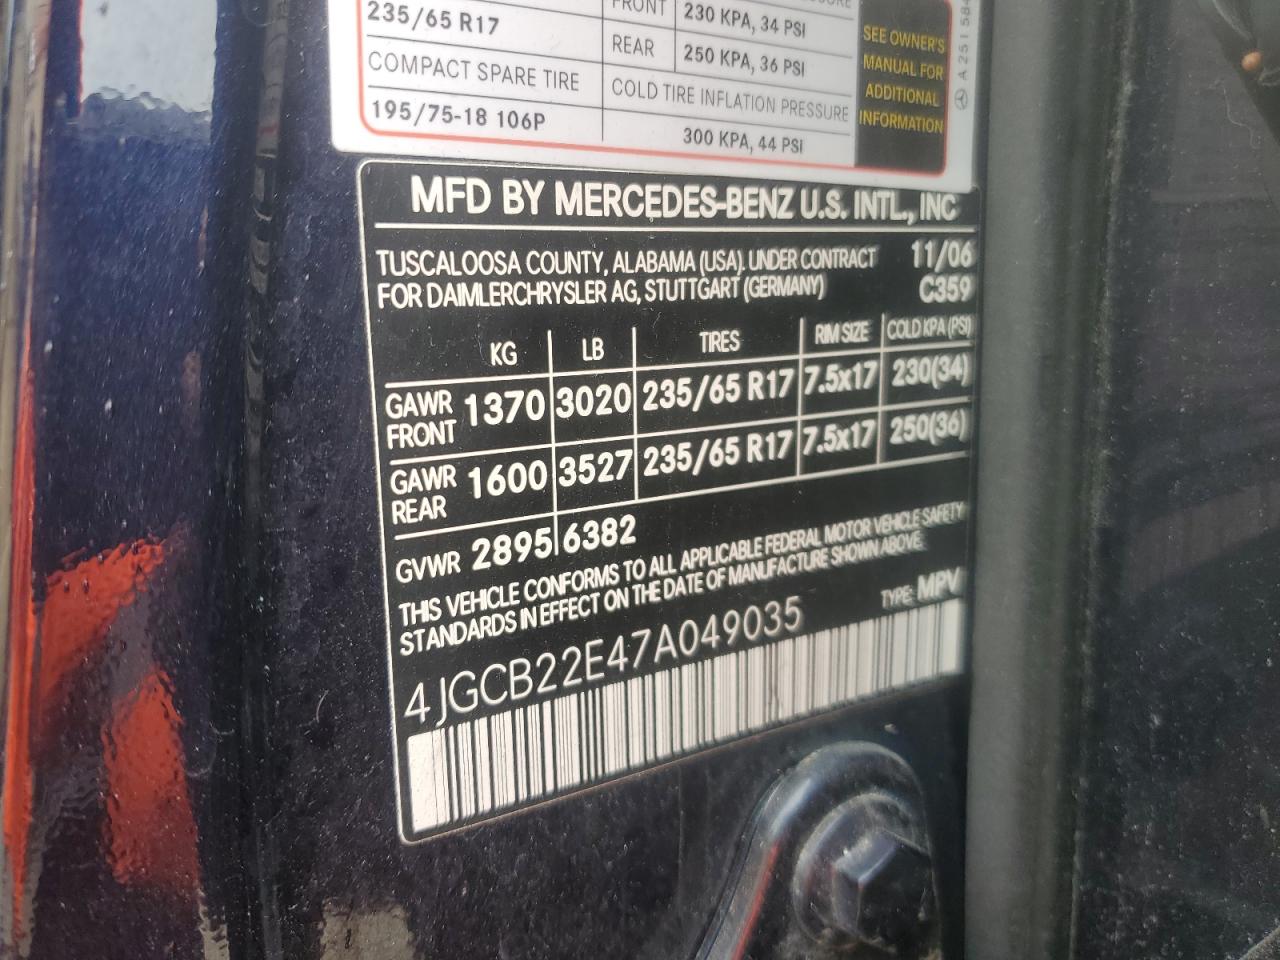 235/65 R17 FRONT 230 KPA, 34 PSI
REAR 250 KPA, 36 PSI
COMPACT SPARE TIRE COLD TIRE INFLATION PRESSURE
195/75-18 106P 300 KPA, 44 PSI
SEE OWNER'S
MANUAL FOR
ADDITIONAL
INFORMATION
A 251 584
MFD BY MERCEDES-BENZ U.S. INTL., INC
TUSCALOOSA COUNTY, ALABAMA (USA). UNDER CONTRACT 11/06
FOR DAIMLERCHRYSLER AG, STUTTGART (GERMANY) C359
KG LB TIRES RIM SIZE COLD KPA (PSI)
GAWR FRONT 1370 3020 235/65 R17 7.5x17 230(34)
GAWR REAR 1600 3527 235/65 R17 7.5x17 250(36)
GVWR 2895 6382
THIS VEHICLE CONFORMS TO ALL APPLICABLE FEDERAL MOTOR VEHICLE SAFETY
STANDARDS IN EFFECT ON THE DATE OF MANUFACTURE SHOWN ABOVE.
4JGCB22E47A049035 TYPE: MPV